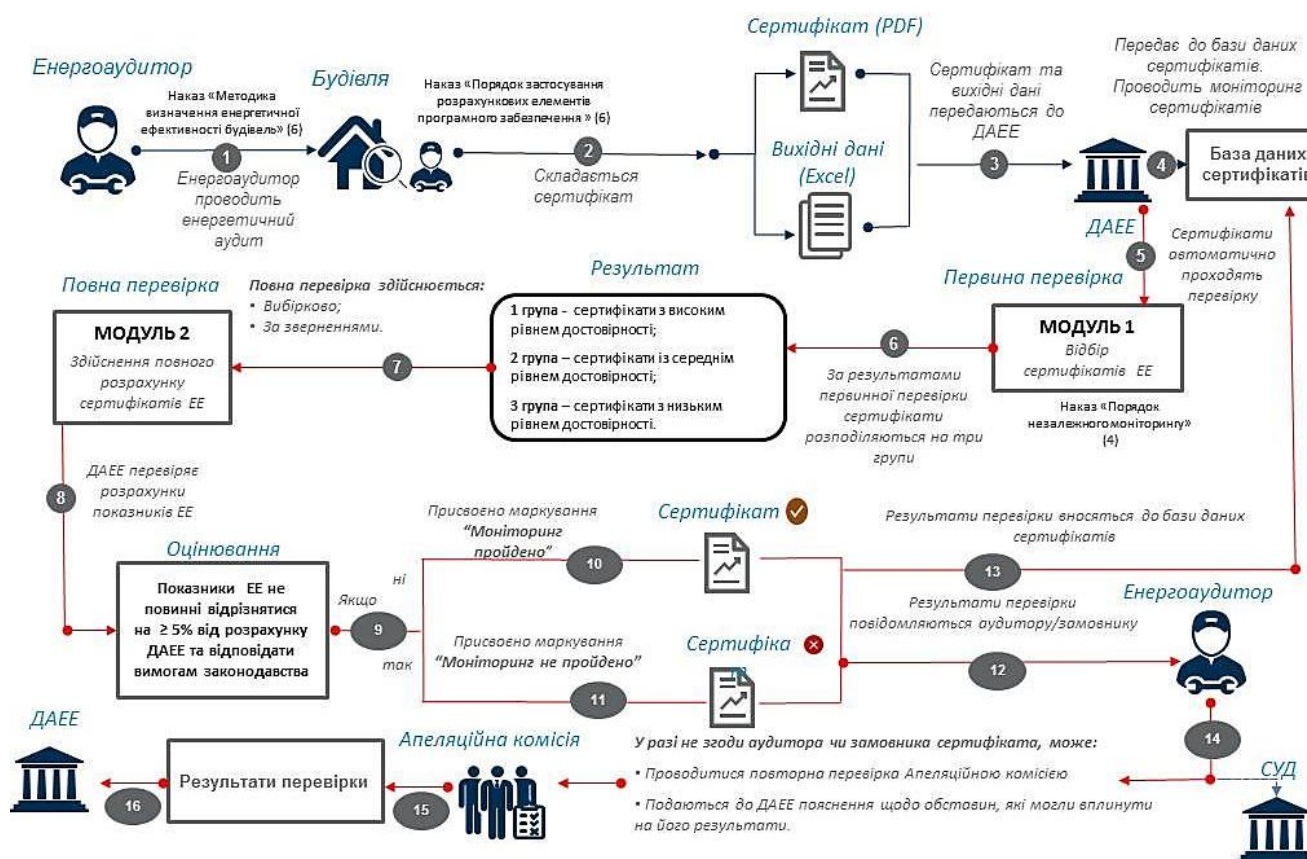 Енергоаудитор
Наказ «Методика
визначення енергетичної
ефективності будівель» (6)
1
Енергоаудитор
проводить
енергетичний
аудит
Будівля
Наказ «Порядок застосування
розрахункових елементів
програмного забезпечення » (6)
2
Складається
сертифікат
Сертифікат (PDF)
Вихідні дані
(Excel)
Сертифікат та
вихідні дані
передаються до
ДАЕЕ
3
Передає до бази даних
сертифікатів.
Проводить моніторинг
сертифікатів
4
База даних
сертифікатів
ДАЕЕ
5
Сертифікати
автоматично
проходять
перевірку
Повна перевірка
МОДУЛЬ 2
Здійснення повного
розрахунку
сертифікатів ЕЕ
Повна перевірка здійснюється:
• Вибірково;
• За зверненнями.
7
Результат
1 група - сертифікати з високим
рівнем достовірності;
2 група – сертифікати із середнім
рівнем достовірності;
3 група – сертифікати з низьким
рівнем достовірності.
6
За результатами
первинної перевірки
сертифікати
розподіляються на три
групи
Первина перевірка
МОДУЛЬ 1
Відбір
сертифікатів ЕЕ
Наказ «Порядок
незалежного моніторингу»
(4)
8
ДАЕЕ перевіряє
розрахунки
показників ЕЕ
Оцінювання
Показники ЕЕ не
повинні відрізнятися
на ≥ 5% від розрахунку
ДАЕЕ та відповідати
вимогам законодавства
Якщо
ні
9
так
Присвоєно маркування
“Моніторинг
пройдено”
10
Сертифікат
Присвоєно маркування
“Моніторинг не пройдено”
11
Сертифіка
Результати перевірки вносяться до бази даних
сертифікатів
13
Результати перевірки
повідомляються аудитору/замовнику
12
Енергоаудитор
14
СУД
ДАЕЕ
16
Результати перевірки
15
Апеляційна комісія
У разі не згоди аудитора чи замовника сертифіката, може:
• Проводитися повторна перевірка Апеляційною комісією
• Подаються до ДАЕЕ пояснення щодо обставин, які могли вплинути
на його результати.